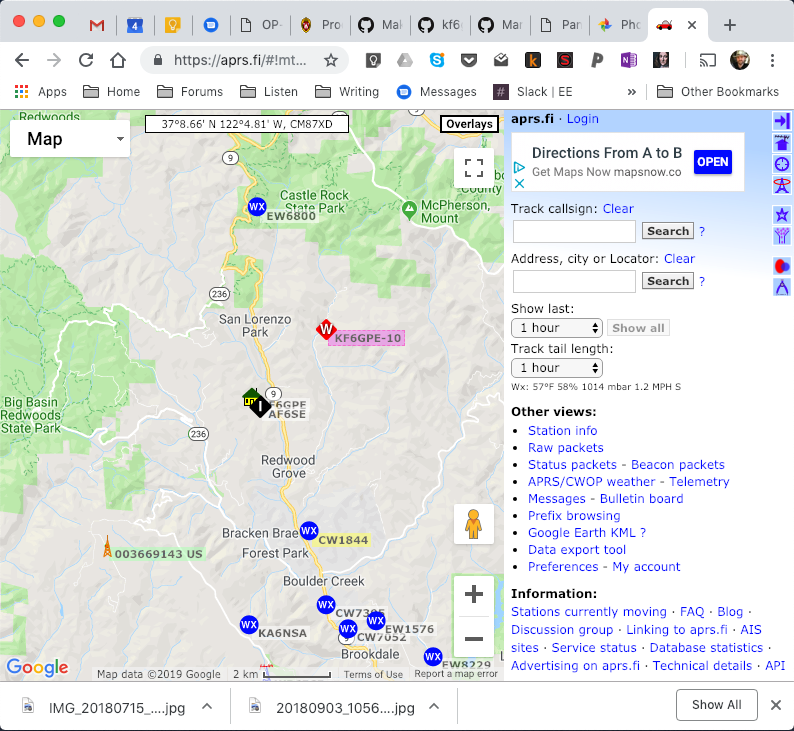 4
OP-
Pro
Mal
kf6
Mar
Pan
Pho
https://aprs.fi/#!mt...
Apps
Home
Forums
Listen
Writing
Messages
Slack | EE
»
Other Bookmarks
Redwoods
37°8.66' N 122°4.81' W, CM87XD
Overlays
Map
9
Castle Rock
State Park
County
WX
EW6800
McPherson,
Mount
236
San Lorenzo
Park
W
KF6GPE-10
Big Basin
Redwoods
State Park
9
F6GPE
I
AF6SE
236
Redwood
Grove
Bracken Brae
WX
CW1844
003669143 US
Forest Park
Boulder Creek
WX
WX
KA6NSA
WX
WX
EW1576
9
CW7052
Brookdale
WX
EW8229
Google
Map data ©2019 Google
2 km
Terms of Use
Report a map error
aprs.fi · Login
Directions From A to B
Get Maps Now mapsnow.co
OPEN
Track callsign: Clear
Search
?
Address, city or Locator: Clear
Search
?
Show last:
1 hour
Show all
Track tail length:
1 hour
Wx: 57°F 58% 1014 mbar 1.2 MPH S
Other views:
• Station info
• Raw packets
• Status packets - Beacon packets
• APRS/CWOP weather - Telemetry
• Messages - Bulletin board
• Prefix browsing
• Google Earth KML ?
• Data export tool
• Preferences - My account
Information:
Stations currently moving · FAQ · Blog ·
Discussion group · Linking to aprs.fi · AIS
sites · Service status · Database statistics ·
Advertising on aprs.fi · Technical details · API
IMG_20180715_....jpg
20180903_1056....jpg
Show All